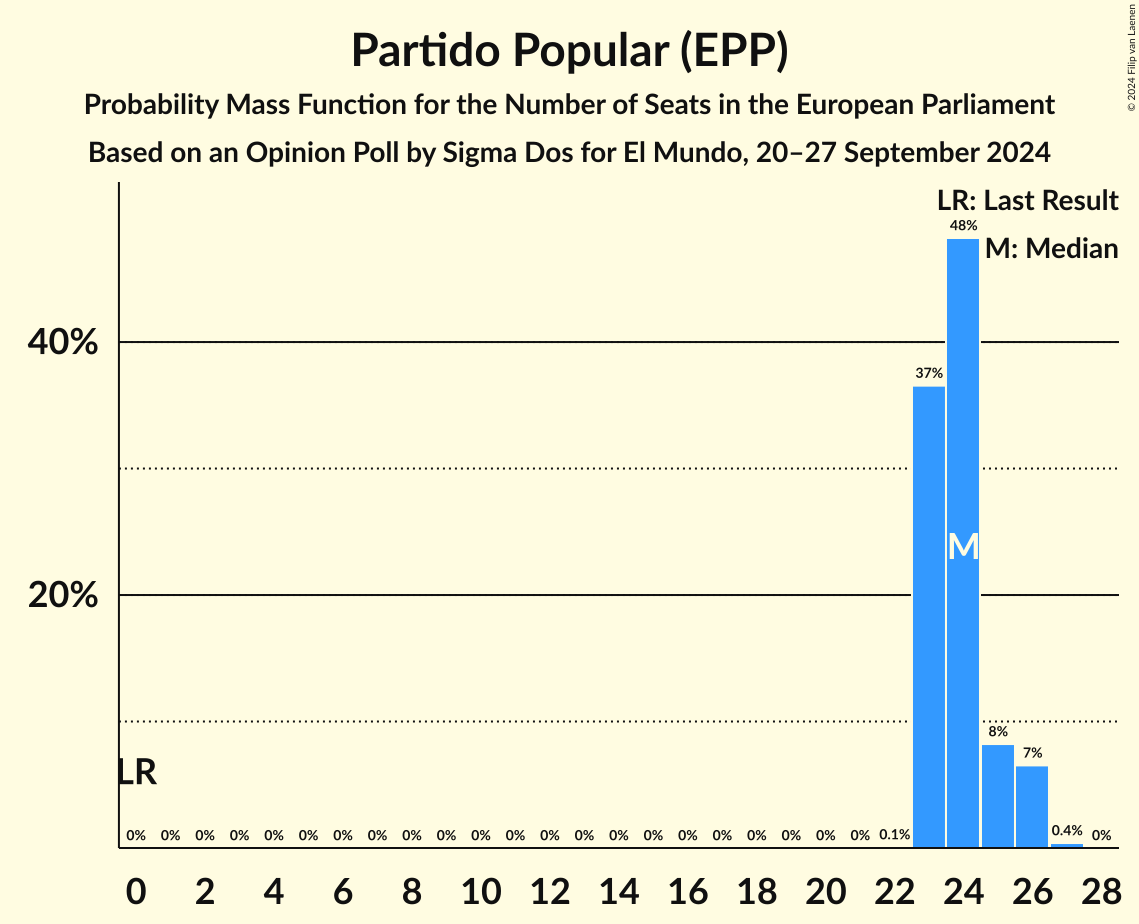 Partido Popular (EPP)
Probability Mass Function for the Number of Seats in the European Parliament
Based on an Opinion Poll by Sigma Dos for El Mundo, 20–27 September 2024
© 2024 Filip van Laenen
LR: Last Result
M: Median
40%
20%
48%
37%
M
8%
7%
LR
0% 0% 0% 0% 0% 0% 0% 0% 0% 0% 0% 0% 0% 0% 0% 0% 0% 0% 0% 0% 0% 0% 0.1% 0.4% 0%
0 2 4 6 8 10 12 14 16 18 20 22 24 26 28